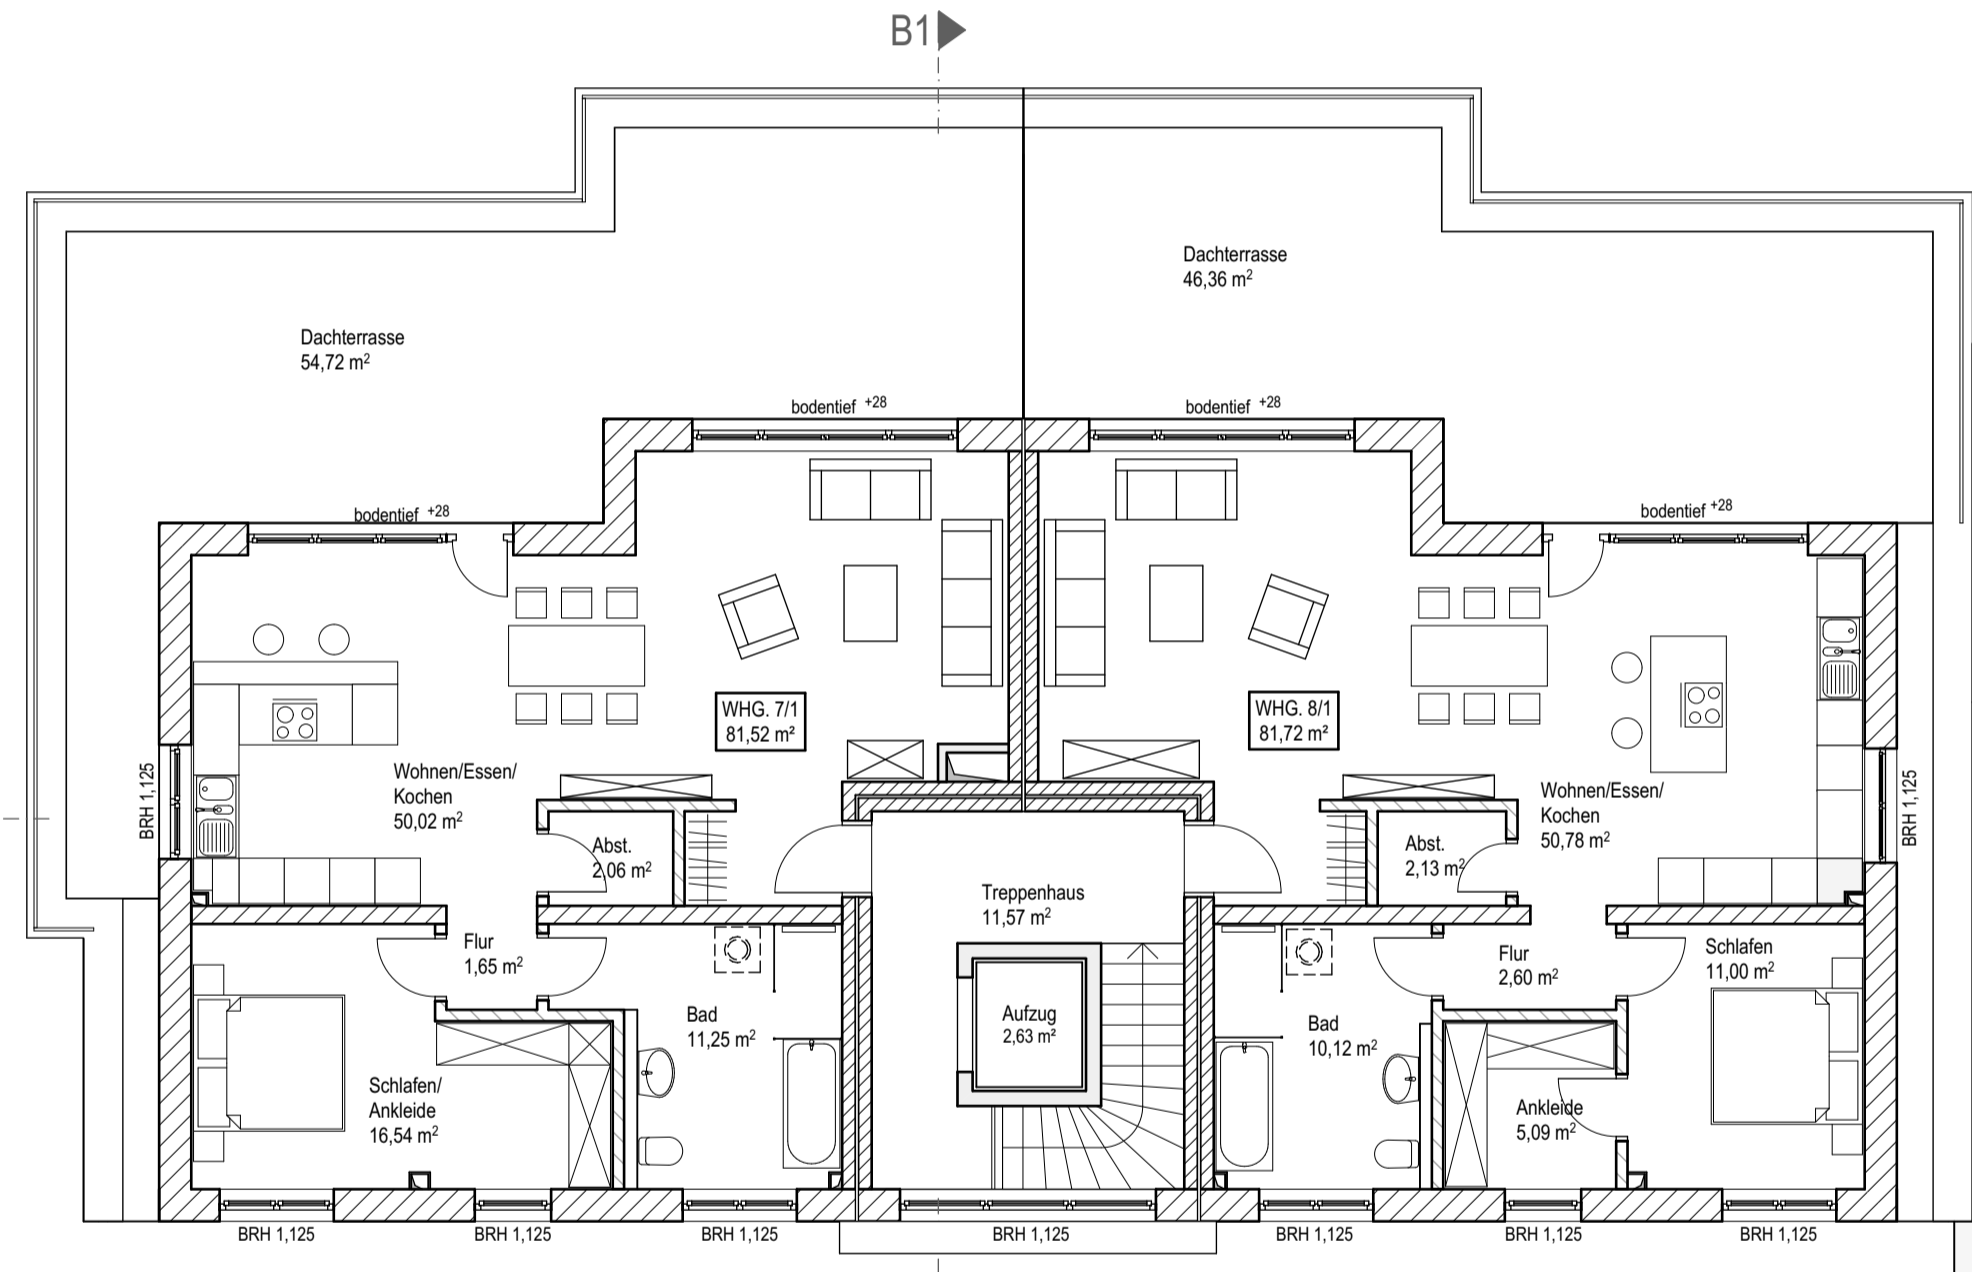 B1
Dachterrasse
46,36 m²
Dachterrasse
54,72 m²
bodentief +28
bodentief +28
bodentief +28
bodentief +28
WHG. 7/1
81,52 m²
WHG. 8/1
81,72 m²
BRH 1,125
Wohnen/Essen/
Kochen
50,02 m²
Abst.
2,06 m²
Abst.
2,13 m²
Wohnen/Essen/
Kochen
50,78 m²
BRH 1,125
Treppenhaus
11,57 m²
Flur
1,65 m²
Flur
2,60 m²
Schlafen
11,00 m²
Bad
11,25 m²
Aufzug
2,63 m²
Bad
10,12 m²
Schlafen/
Ankleide
16,54 m²
Ankleide
5,09 m²
BRH 1,125
BRH 1,125
BRH 1,125
BRH 1,125
BRH 1,125
BRH 1,125
BRH 1,125